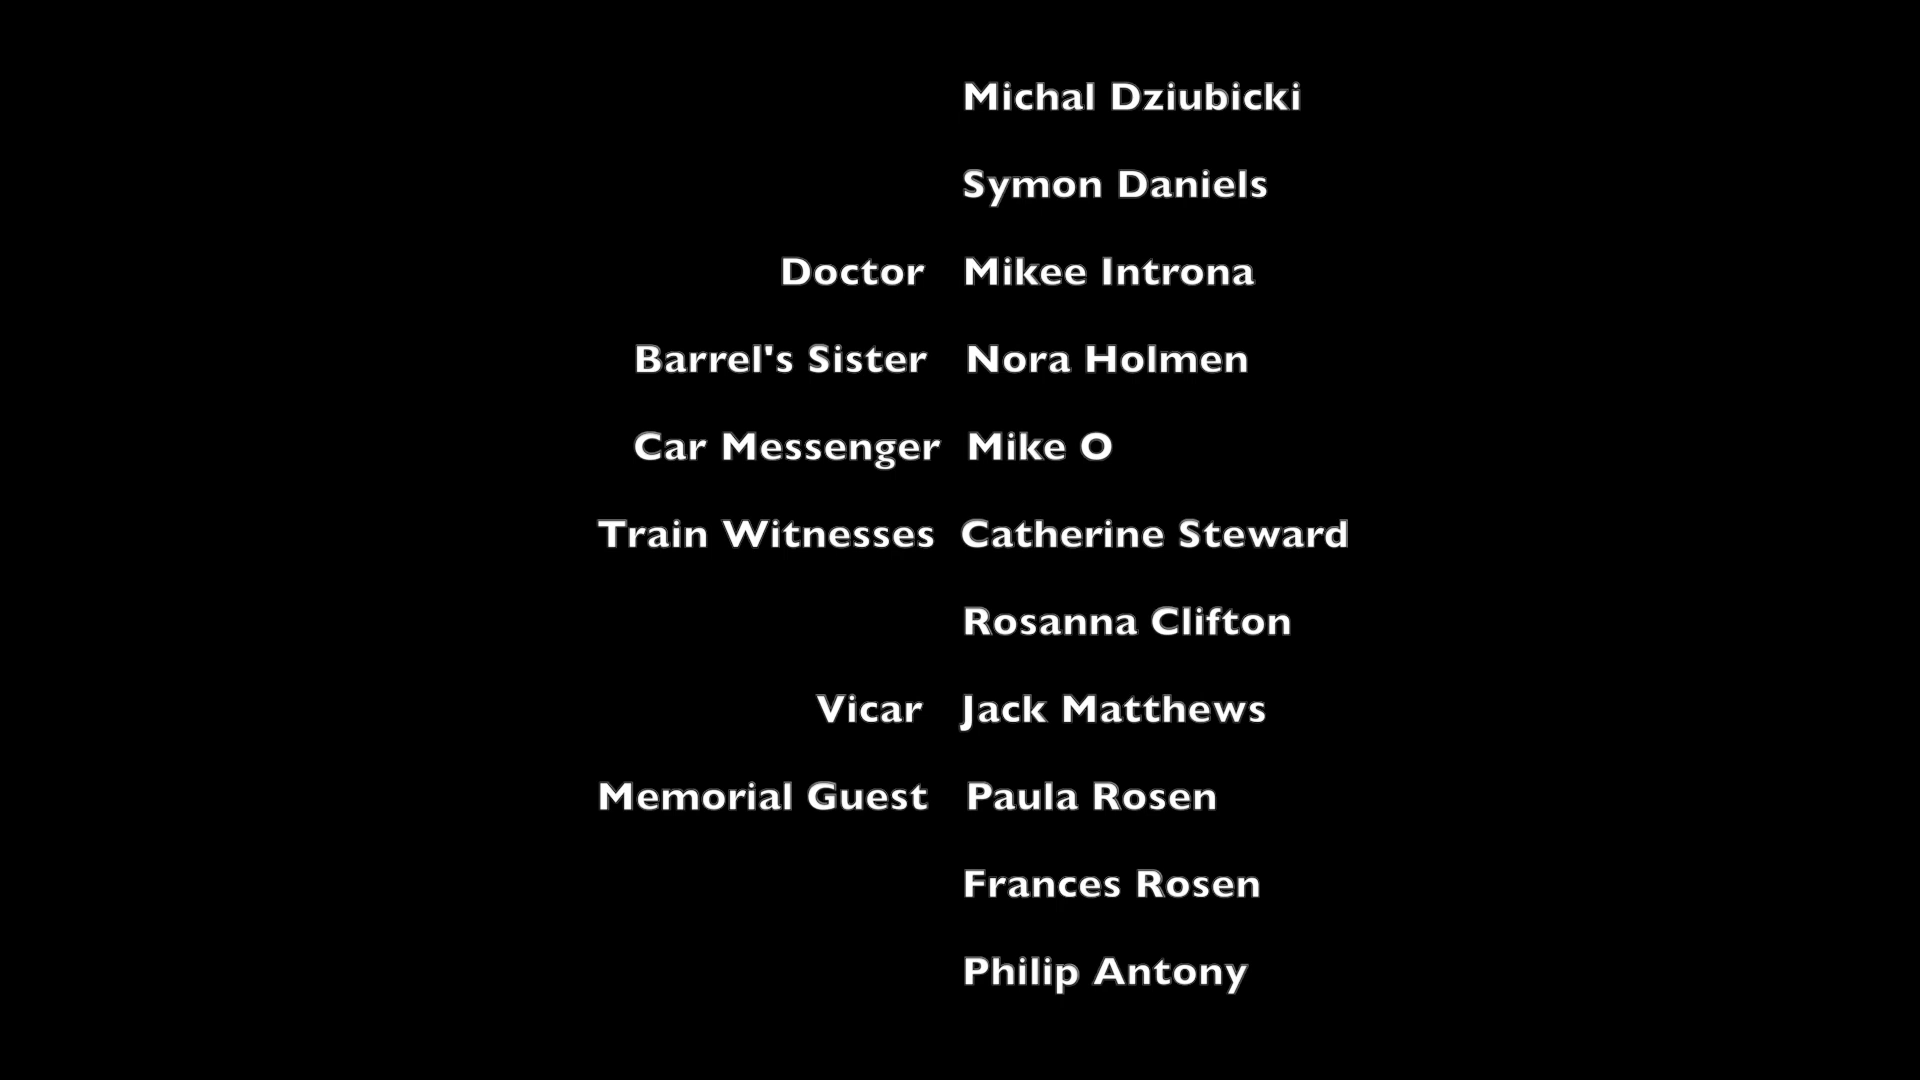 Michal Dziubicki
Symon Daniels
Doctor Mikee Introna
Barrel's Sister Nora Holmen
Car Messenger Mike O
Train Witnesses Catherine Steward
Rosanna Clifton
Vicar Jack Matthews
Memorial Guest Paula Rosen
Frances Rosen
Philip Antony